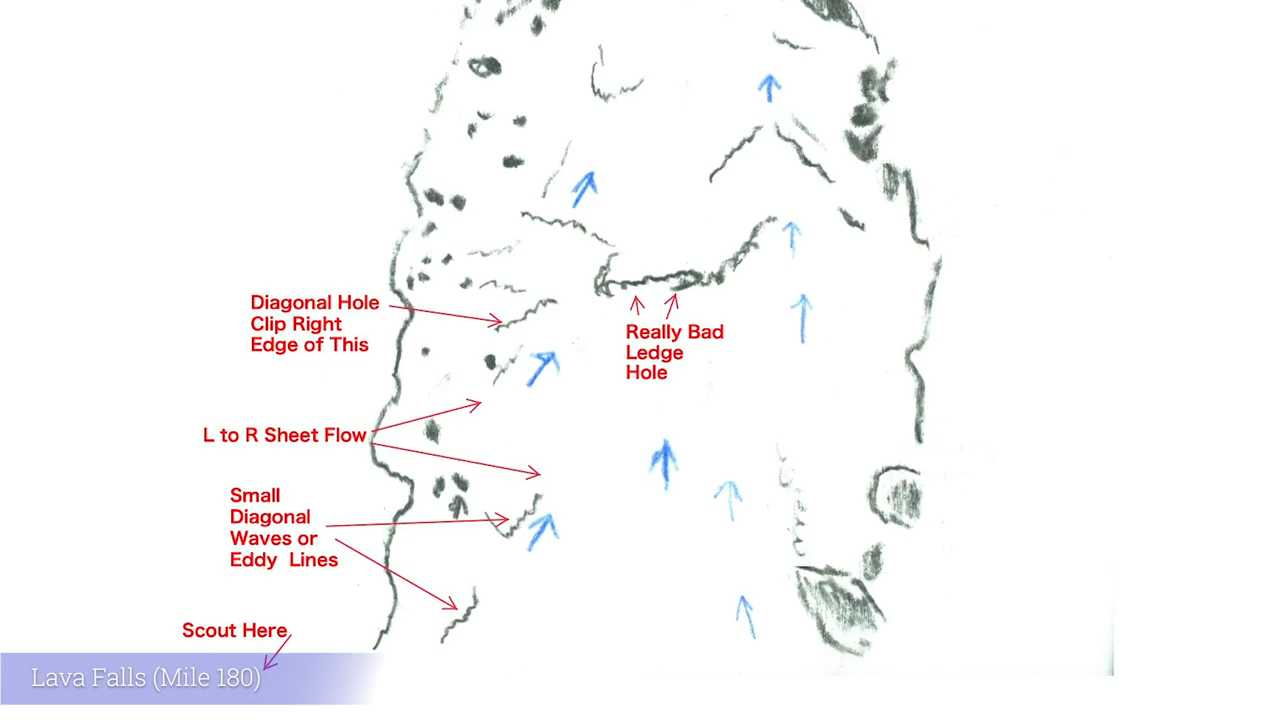 Diagonal Hole
Clip Right
Edge of This
Really Bad
Ledge
Hole
L to R Sheet Flow
Small
Diagonal
Waves or
Eddy Lines
Scout Here
Lava Falls (Mile 180)